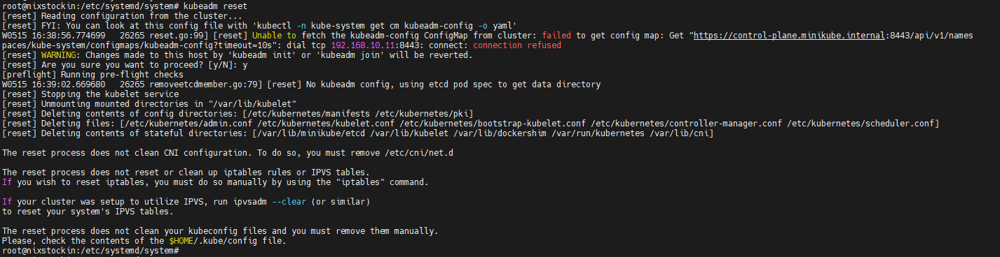 root@nixstockin:/etc/systemd/system# kubeadm reset
[reset] Reading configuration from the cluster...
[reset] FYI: You can look at this config file with 'kubectl -n kube-system get cm kubeadm-config -o yaml'
W0515 16:38:56.774699   26265 reset.go:99] [reset] Unable to fetch the kubeadm-config ConfigMap from cluster: failed to get config map: Get "https://control-plane.minikube.internal:8443/api/v1/names
paces/kube-system/configmaps/kubeadm-config?timeout=10s": dial tcp 192.168.10.11:8443: connect: connection refused
[reset] WARNING: Changes made to this host by 'kubeadm init' or 'kubeadm join' will be reverted.
[reset] Are you sure you want to proceed? [y/N]: y
[preflight] Running pre-flight checks
W0515 16:39:02.669680   26265 removeetcdmember.go:79] [reset] No kubeadm config, using etcd pod spec to get data directory
[reset] Stopping the kubelet service
[reset] Unmounting mounted directories in "/var/lib/kubelet"
[reset] Deleting contents of config directories: [/etc/kubernetes/manifests /etc/kubernetes/pki]
[reset] Deleting files: [/etc/kubernetes/admin.conf /etc/kubernetes/kubelet.conf /etc/kubernetes/bootstrap-kubelet.conf /etc/kubernetes/controller-manager.conf /etc/kubernetes/scheduler.conf]
[reset] Deleting contents of stateful directories: [/var/lib/minikube/etcd /var/lib/kubelet /var/lib/dockershim /var/run/kubernetes /var/lib/cni]

The reset process does not clean CNI configuration. To do so, you must remove /etc/cni/net.d

The reset process does not reset or clean up iptables rules or IPVS tables.
If you wish to reset iptables, you must do so manually by using the "iptables" command.

If your cluster was setup to utilize IPVS, run ipvsadm --clear (or similar)
to reset your system's IPVS tables.

The reset process does not clean your kubeconfig files and you must remove them manually.
Please, check the contents of the $HOME/.kube/config file.
root@nixstockin:/etc/systemd/system#